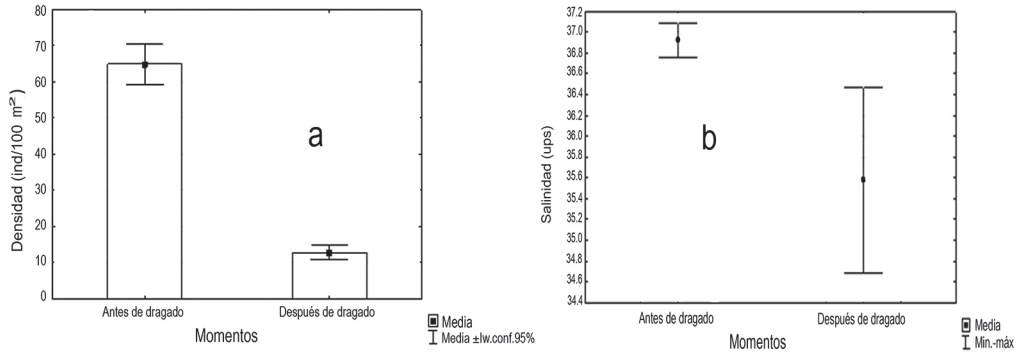 80
70
60
50
40
30
20
10
0
Densidad (ind/100 m²)
a
Antes de dragado
Después de dragado
Momentos
Media
Media ±Iw.conf.95%
37.2
37.0
36.8
36.6
36.4
36.2
36.0
35.8
35.6
35.4
35.2
35.0
34.8
34.6
34.4
Salinidad (ups)
b
Antes de dragado
Después de dragado
Momentos
Media
Min.-máx